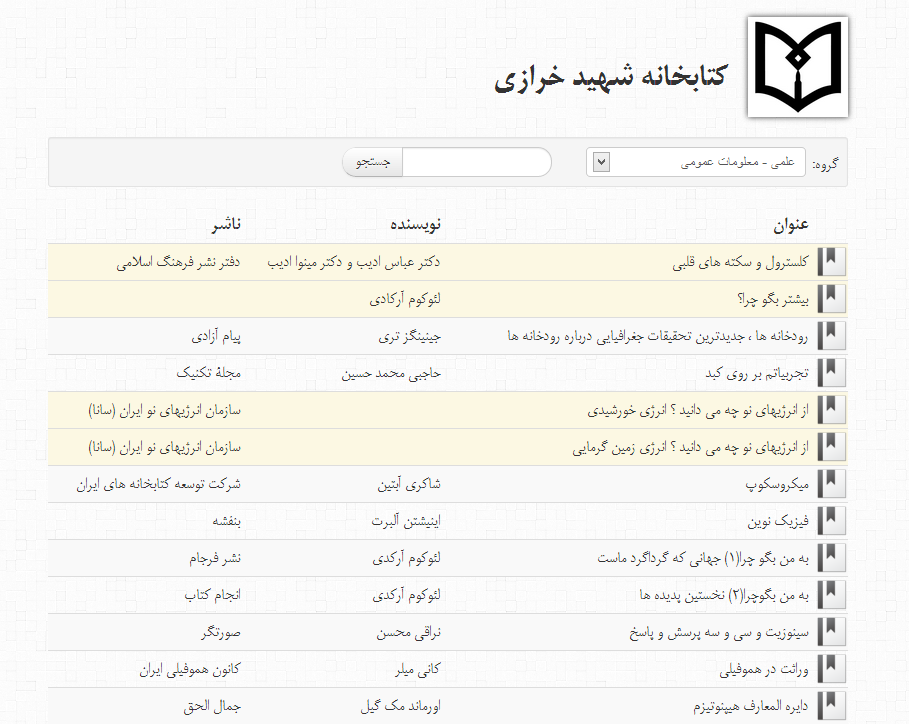 کتابخانه شهید خرازی
گروه: علمی - معلومات عمومی جستجو
عنوان نویسنده ناشر
کلسترول و سکته های قلبی دکتر عباس ادیب و دکتر مینوا ادیب دفتر نشر فرهنگ اسلامی
بیشتر بگو چرا؟ لئوکوم آرکادی
رودخانه ها ، جدیدترین تحقیقات جغرافیایی درباره رودخانه ها جینینگز تری پیام آزادی
تجربیاتم بر روی کبد حاجبی محمد حسین مجلۀ تکنیک
از انرژیهای نو چه می دانید ؟ انرژی خورشیدی سازمان انرژیهای نو ایران (سانا)
از انرژیهای نو چه می دانید ؟ انرژی زمین گرمایی سازمان انرژیهای نو ایران (سانا)
میکروسکوپ شاکری آبتین شرکت توسعه کتابخانه های ایران
فیزیک نوین اینیشتن آلبرت بنفشه
به من بگو چرا(۱) جهانی که گرداگرد ماست لئوکوم آرکدی نشر فرجام
به من بگوچرا(۲) نخستین پدیده ها لئوکوم آرکدی انجام کتاب
سینوزیت و سی و سه پرسش و پاسخ نراقی محسن صورتگر
وراثت در هموفیلی کانی میلر کانون هموفیلی ایران
دایره المعارف هیپنوتیزم اورماند مک گیل جمال الحق